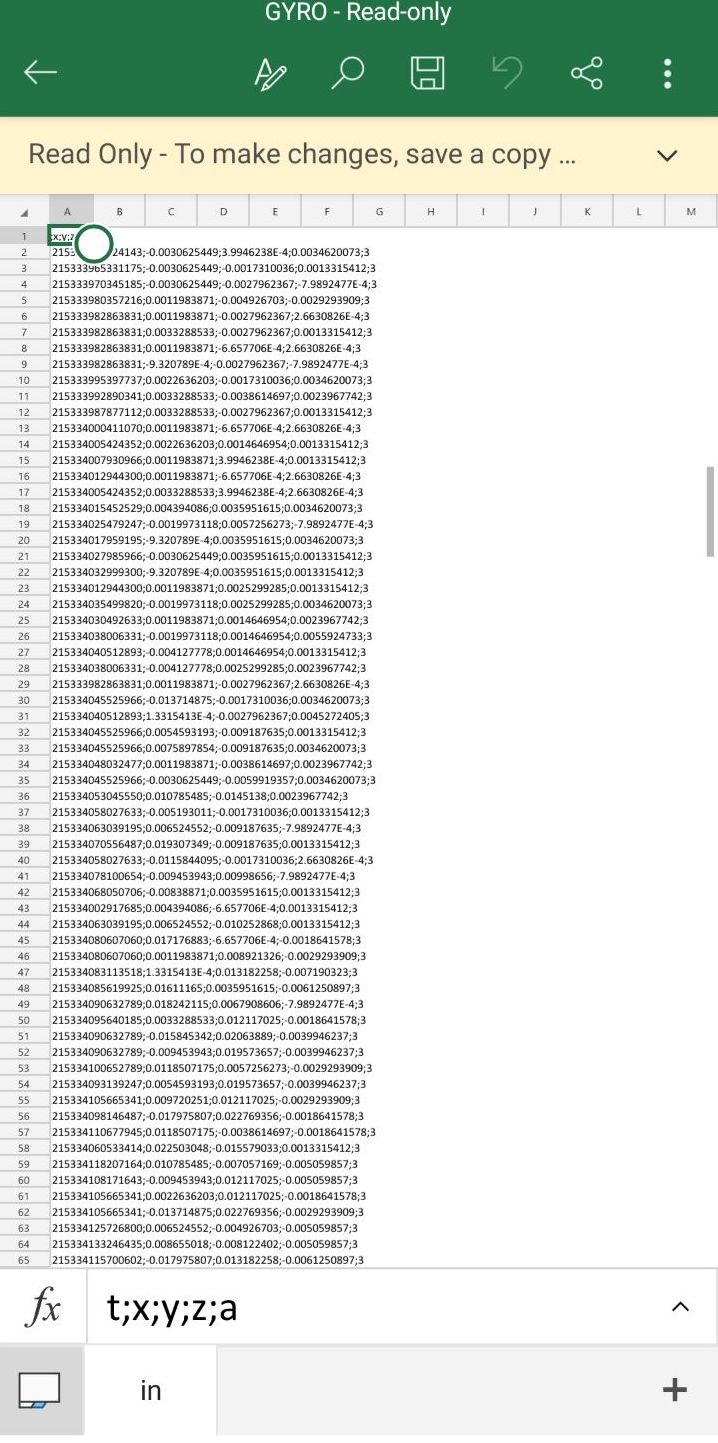 GYRO - Read-only
Read Only - To make changes, save a copy ...
A B C D E F G H I J K L M
1
2 24143;-0.0030625449;3.9946238E-4;0.0034620073;3
3 215333965331175;-0.0030625449;-0.0017310036;0.0013315412;3
4 215333970345185;-0.0030625449;-0.0027962367;-7.9892477E-4;3
5 215333980357216;0.0011983871;-0.004926703;-0.0029293909;3
6 215333982863831;0.0011983871;-0.0027962367;2.6630826E-4;3
7 215333982863831;0.0033288533;-0.0027962367;0.0013315412;3
8 215333982863831;0.0011983871;-6.657706E-4;2.6630826E-4;3
9 215333982863831;-9.320789E-4;-0.0027962367;-7.9892477E-4;3
10 215333995397737;0.0022636203;-0.0017310036;0.0034620073;3
11 215333992890341;0.0033288533;-0.0038614697;0.0023967742;3
12 215333987877112;0.0033288533;-0.0027962367;0.0013315412;3
13 215334000411070;0.0011983871;-6.657706E-4;2.6630826E-4;3
14 215334005424352;0.0022636203;0.0014646954;0.0013315412;3
15 215334007930966;0.0011983871;3.9946238E-4;0.0013315412;3
16 215334012944300;0.0011983871;-6.657706E-4;2.6630826E-4;3
17 215334005424352;0.0033288533;3.9946238E-4;2.6630826E-4;3
18 215334015452529;0.004394086;0.0035951615;0.0034620073;3
19 215334025479247;-0.0019973118;0.0057256273;-7.9892477E-4;3
20 215334017959195;-9.320789E-4;0.0035951615;0.0034620073;3
21 215334027985966;-0.0030625449;0.0035951615;0.0013315412;3
22 215334032999300;-9.320789E-4;0.0035951615;0.0013315412;3
23 215334012944300;0.0011983871;0.0025299285;0.0013315412;3
24 215334035499820;-0.0019973118;0.0025299285;0.0034620073;3
25 215334030492633;0.0011983871;0.0014646954;0.0023967742;3
26 215334038006331;-0.0019973118;0.0014646954;0.0055924733;3
27 215334040512893;-0.004127778;0.0014646954;0.0013315412;3
28 215334038006331;-0.004127778;0.0025299285;0.0023967742;3
29 215333982863831;0.0011983871;-0.0027962367;2.6630826E-4;3
30 215334045525966;-0.013714875;-0.0017310036;0.0034620073;3
31 215334040512893;1.3315413E-4;-0.0027962367;0.0045272405;3
32 215334045525966;0.0054593193;-0.009187635;0.0013315412;3
33 215334045525966;0.0075897854;-0.009187635;0.0034620073;3
34 215334048032477;0.0011983871;-0.0038614697;0.0023967742;3
35 215334045525966;-0.0030625449;-0.0059919357;0.0034620073;3
36 215334053045550;0.010785485;-0.0145138;0.0023967742;3
37 215334058027633;-0.005193011;-0.0017310036;0.0013315412;3
38 215334063039195;0.006524552;-0.009187635;-7.9892477E-4;3
39 215334070556487;0.019307349;-0.009187635;0.0013315412;3
40 215334058027633;-0.0115844095;-0.0017310036;2.6630826E-4;3
41 215334078100654;-0.009453943;0.00998656;-7.9892477E-4;3
42 215334068050706;-0.00838871;0.0035951615;0.0013315412;3
43 215334002917685;0.004394086;-6.657706E-4;0.0013315412;3
44 215334063039195;0.006524552;-0.010252868;0.0013315412;3
45 215334080607060;0.017176883;-6.657706E-4;-0.0018641578;3
46 215334080607060;0.0011983871;0.008921326;-0.0029293909;3
47 215334083113518;1.3315413E-4;0.013182258;-0.007190323;3
48 215334085619925;0.01611165;0.0035951615;-0.0061250897;3
49 215334090632789;0.018242115;0.0067908606;-7.9892477E-4;3
50 215334095640185;0.0033288533;0.012117025;-0.0018641578;3
51 215334090632789;-0.015845342;0.02063889;-0.0039946237;3
52 215334090632789;-0.009453943;0.019573657;-0.0039946237;3
53 215334100652789;0.0118507175;0.0057256273;-0.0029293909;3
54 215334093139247;0.0054593193;0.019573657;-0.0039946237;3
55 215334105665341;0.009720251;0.012117025;-0.0029293909;3
56 215334098146487;-0.017975807;0.022769356;-0.0018641578;3
57 215334110677945;0.0118507175;-0.0038614697;-0.0018641578;3
58 215334060533414;0.022503048;-0.015579033;0.0013315412;3
59 215334118207164;0.010785485;-0.007057169;-0.005059857;3
60 215334108171643;-0.009453943;0.012117025;-0.005059857;3
61 215334105665341;0.0022636203;0.012117025;-0.0018641578;3
62 215334105665341;-0.013714875;0.022769356;-0.0029293909;3
63 215334125726800;0.006524552;-0.004926703;-0.005059857;3
64 215334133246435;0.008655018;-0.008122402;-0.005059857;3
65 215334115700602;-0.017975807;0.013182258;-0.0061250897;3
fx t;x;y;z;a
in